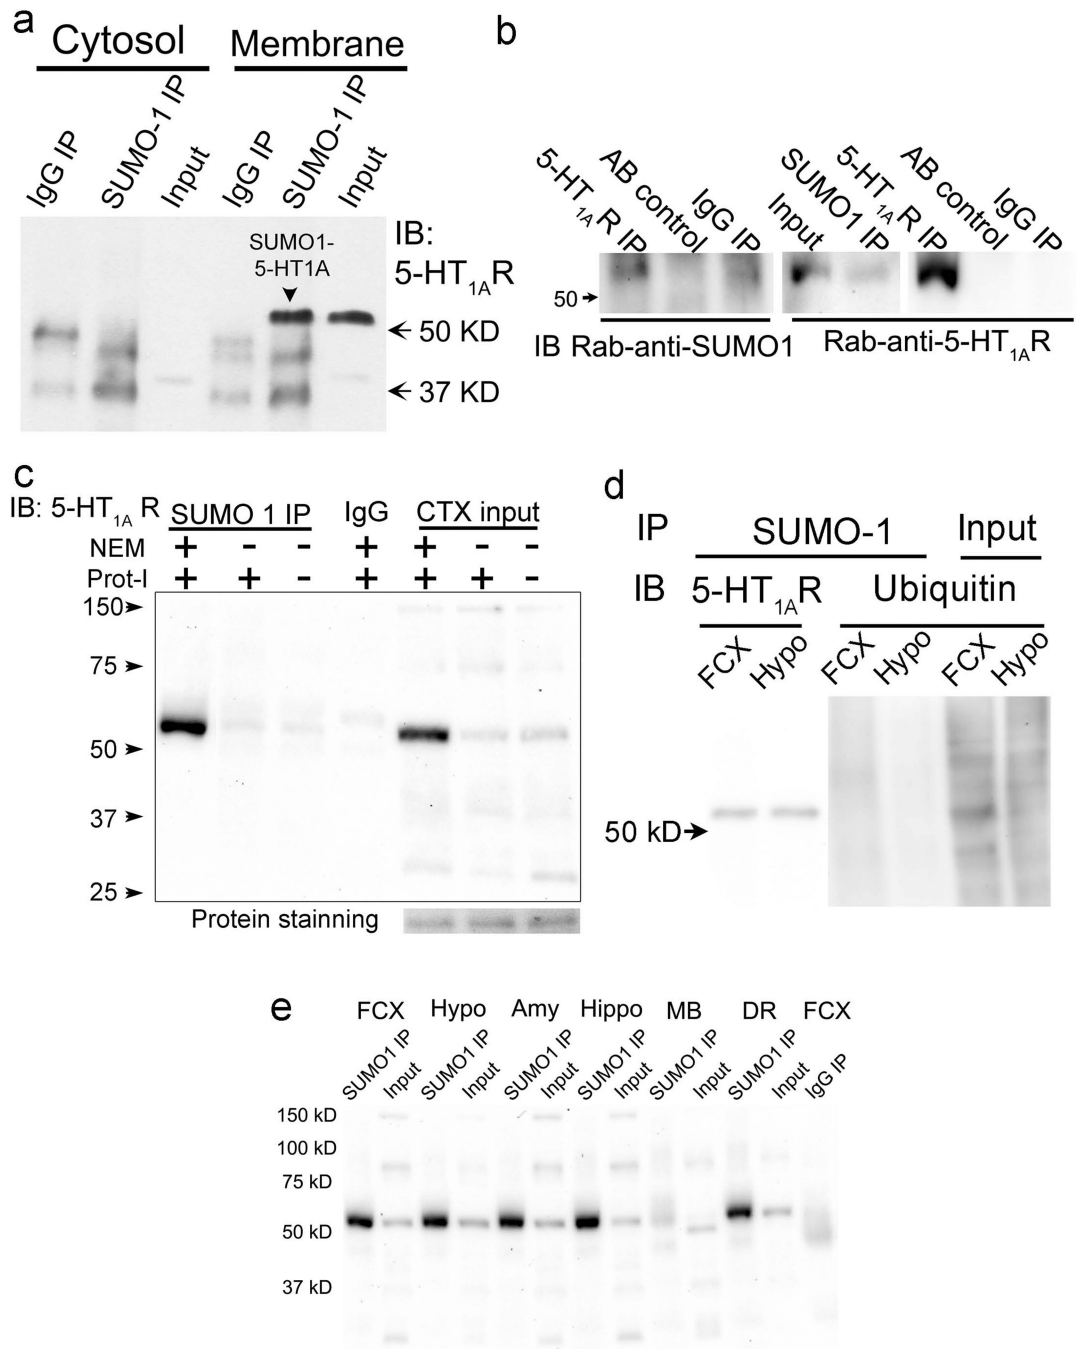 a
Cytosol Membrane
IgG IP SUMO-1 IP Input IgG IP SUMO-1 IP Input
SUMO1-
5-HT1A
IB:
5-HT1AR
50 KD
37 KD
b
5-HT1AR IP AB control IgG IP Input SUMO1 IP 5-HT1AR IP AB control IgG IP
50
IB Rab-anti-SUMO1 Rab-anti-5-HT1AR
c
IB: 5-HT1A R SUMO 1 IP IgG CTX input
NEM + - - + + - -
Prot-I + + - + + + -
150
75
50
37
25
Protein stainning
d
IP SUMO-1 Input
IB 5-HT1AR Ubiquitin
FCX Hypo FCX Hypo FCX Hypo
50 kD
e
FCX Hypo Amy Hippo MB DR FCX
SUMO1 IP Input SUMO1 IP Input SUMO1 IP Input SUMO1 IP Input SUMO1 IP Input SUMO1 IP Input IgG IP
150 kD
100 kD
75 kD
50 kD
37 kD